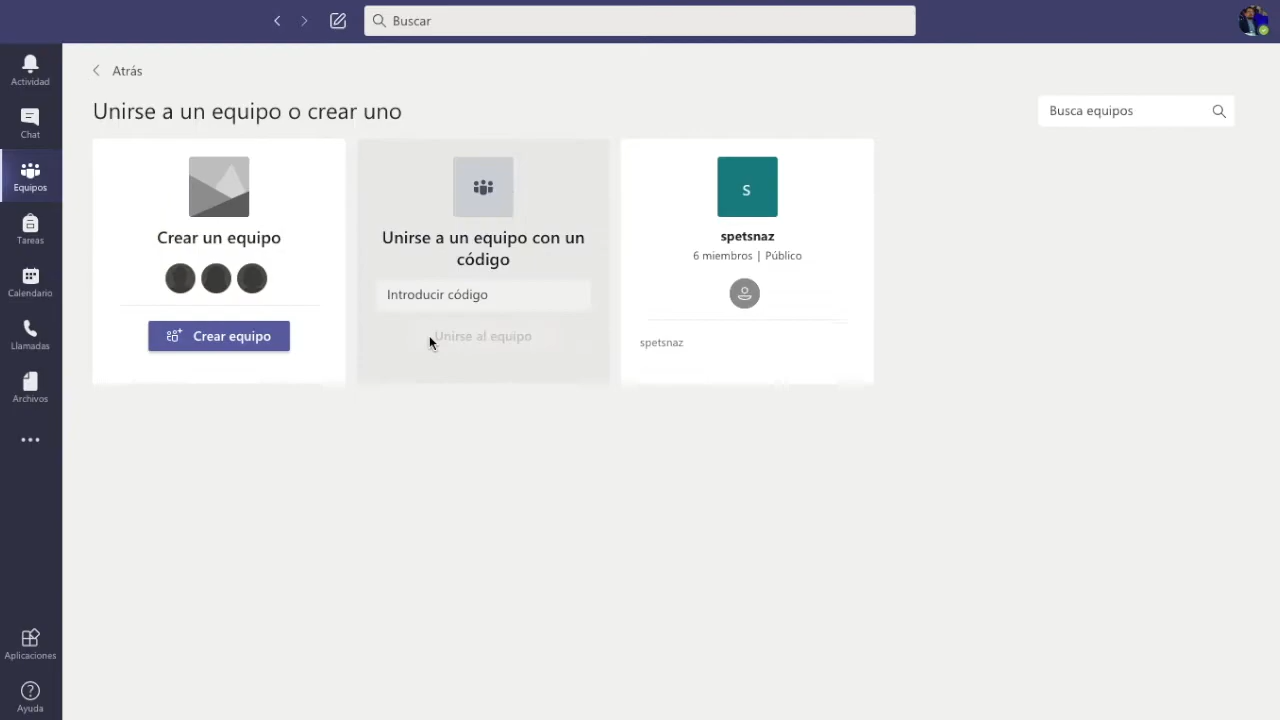 Buscar
Actividad
Chat
Equipos
Tareas
Calendario
Llamadas
Archivos
Aplicaciones
Ayuda
Atrás
Unirse a un equipo o crear uno
Busca equipos
Crear un equipo
Crear equipo
Unirse a un equipo con un
código
Introducir código
Unirse al equipo
S
spetsnaz
6 miembros | Público
spetsnaz